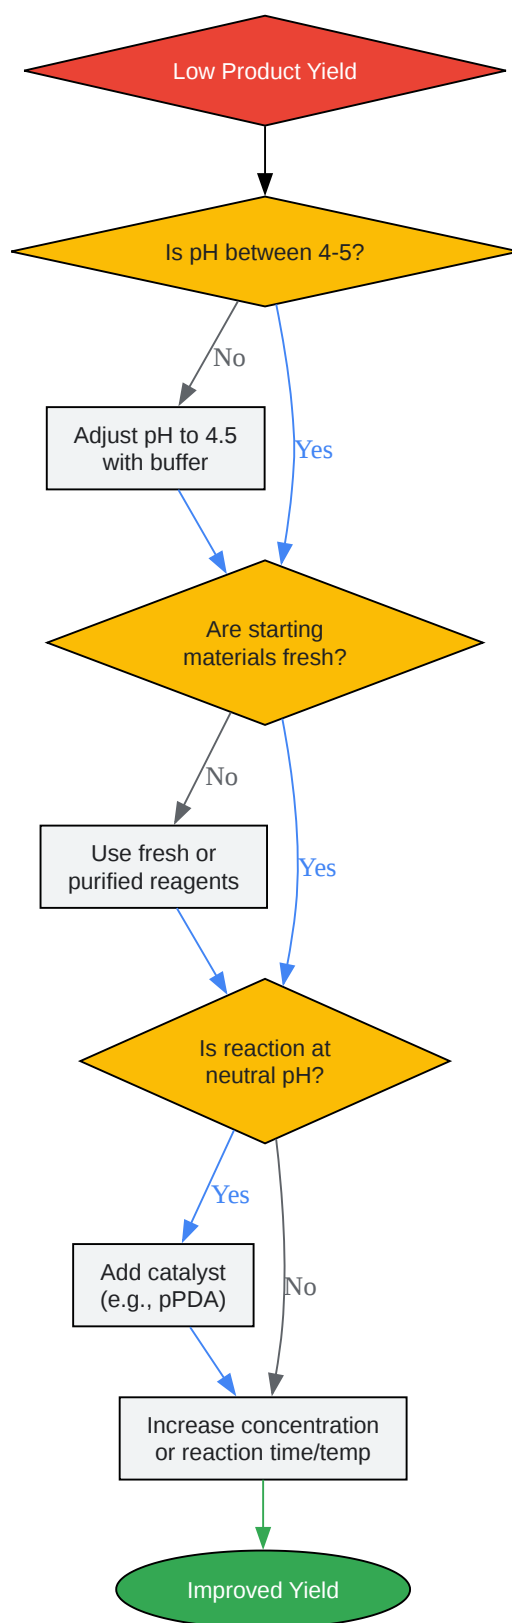 Low Product Yield
Is pH between 4-5?
No
Yes
Adjust pH to 4.5
with buffer
Are starting
materials fresh?
No
Yes
Use fresh or
purified reagents
Is reaction at
neutral pH?
Yes
No
Add catalyst
(e.g., pPDA)
Increase concentration
or reaction time/temp
Improved Yield